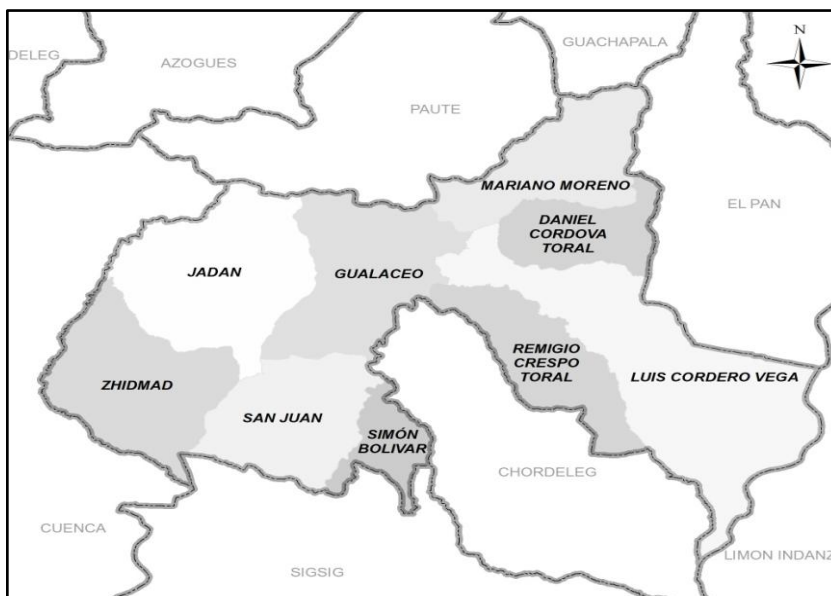 GUACHAPALA
N
DELEG
AZOGUES
PAUTE
MARIANO MORENO
EL PAN
DANIEL
CORDOVA
TORAL
JADAN
GUALACEO
REMIGIO
CRESPO
TORAL
LUIS CORDERO VEGA
ZHIDMAD
SAN JUAN
SIMÓN
BOLIVAR
CHORDELEG
CUENCA
LIMON INDANZ
SIGSIG